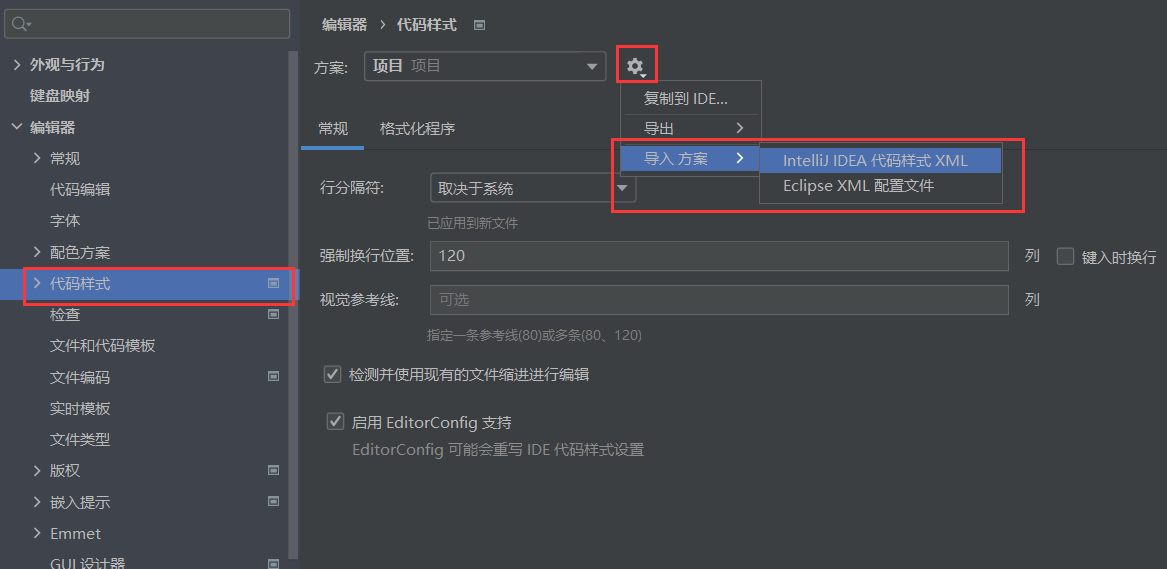 外观与行为
键盘映射
编辑器
常规
代码编辑
字体
配色方案
代码样式
检查
文件和代码模板
文件编码
实时模板
文件类型
版权
嵌入提示
Emmet
GUI 设计器
编辑器 › 代码样式
方案: 项目 项目
复制到 IDE...
导出
导入 方案
IntelliJ IDEA 代码样式 XML
Eclipse XML 配置文件
常规 格式化程序
行分隔符: 取决于系统
已应用到新文件
强制换行位置: 120 列 键入时换行
视觉参考线: 可选 列
指定一条参考线(80)或多条(80、120)
检测并使用现有的文件缩进进行编辑
启用 EditorConfig 支持
EditorConfig 可能会重写 IDE 代码样式设置